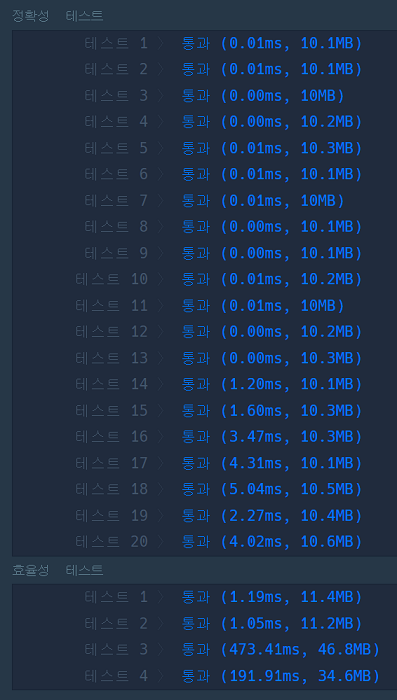 정확성 테스트
테스트 1 〉 통과 (0.01ms, 10.1MB)
테스트 2 〉 통과 (0.01ms, 10.1MB)
테스트 3 〉 통과 (0.00ms, 10MB)
테스트 4 〉 통과 (0.00ms, 10.2MB)
테스트 5 〉 통과 (0.01ms, 10.3MB)
테스트 6 〉 통과 (0.01ms, 10.1MB)
테스트 7 〉 통과 (0.01ms, 10MB)
테스트 8 〉 통과 (0.00ms, 10.1MB)
테스트 9 〉 통과 (0.00ms, 10.1MB)
테스트 10 〉 통과 (0.01ms, 10.2MB)
테스트 11 〉 통과 (0.01ms, 10MB)
테스트 12 〉 통과 (0.00ms, 10.2MB)
테스트 13 〉 통과 (0.00ms, 10.3MB)
테스트 14 〉 통과 (1.20ms, 10.1MB)
테스트 15 〉 통과 (1.60ms, 10.3MB)
테스트 16 〉 통과 (3.47ms, 10.3MB)
테스트 17 〉 통과 (4.31ms, 10.1MB)
테스트 18 〉 통과 (5.04ms, 10.5MB)
테스트 19 〉 통과 (2.27ms, 10.4MB)
테스트 20 〉 통과 (4.02ms, 10.6MB)
효율성 테스트
테스트 1 〉 통과 (1.19ms, 11.4MB)
테스트 2 〉 통과 (1.05ms, 11.2MB)
테스트 3 〉 통과 (473.41ms, 46.8MB)
테스트 4 〉 통과 (191.91ms, 34.6MB)